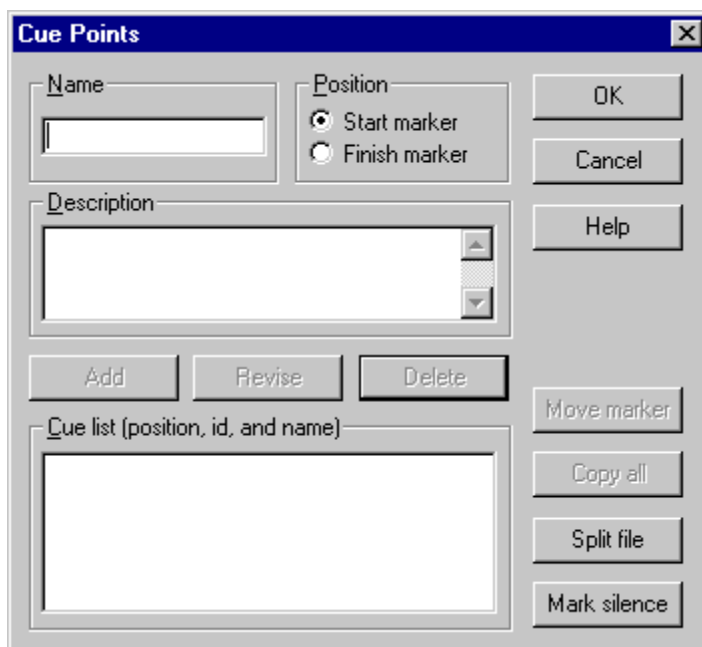 Cue Points
Name
Position
OK
Start marker
Finish marker
Cancel
Description
Help
Add
Revise
Delete
Move marker
Cue list (position, id, and name)
Copy all
Split file
Mark silence